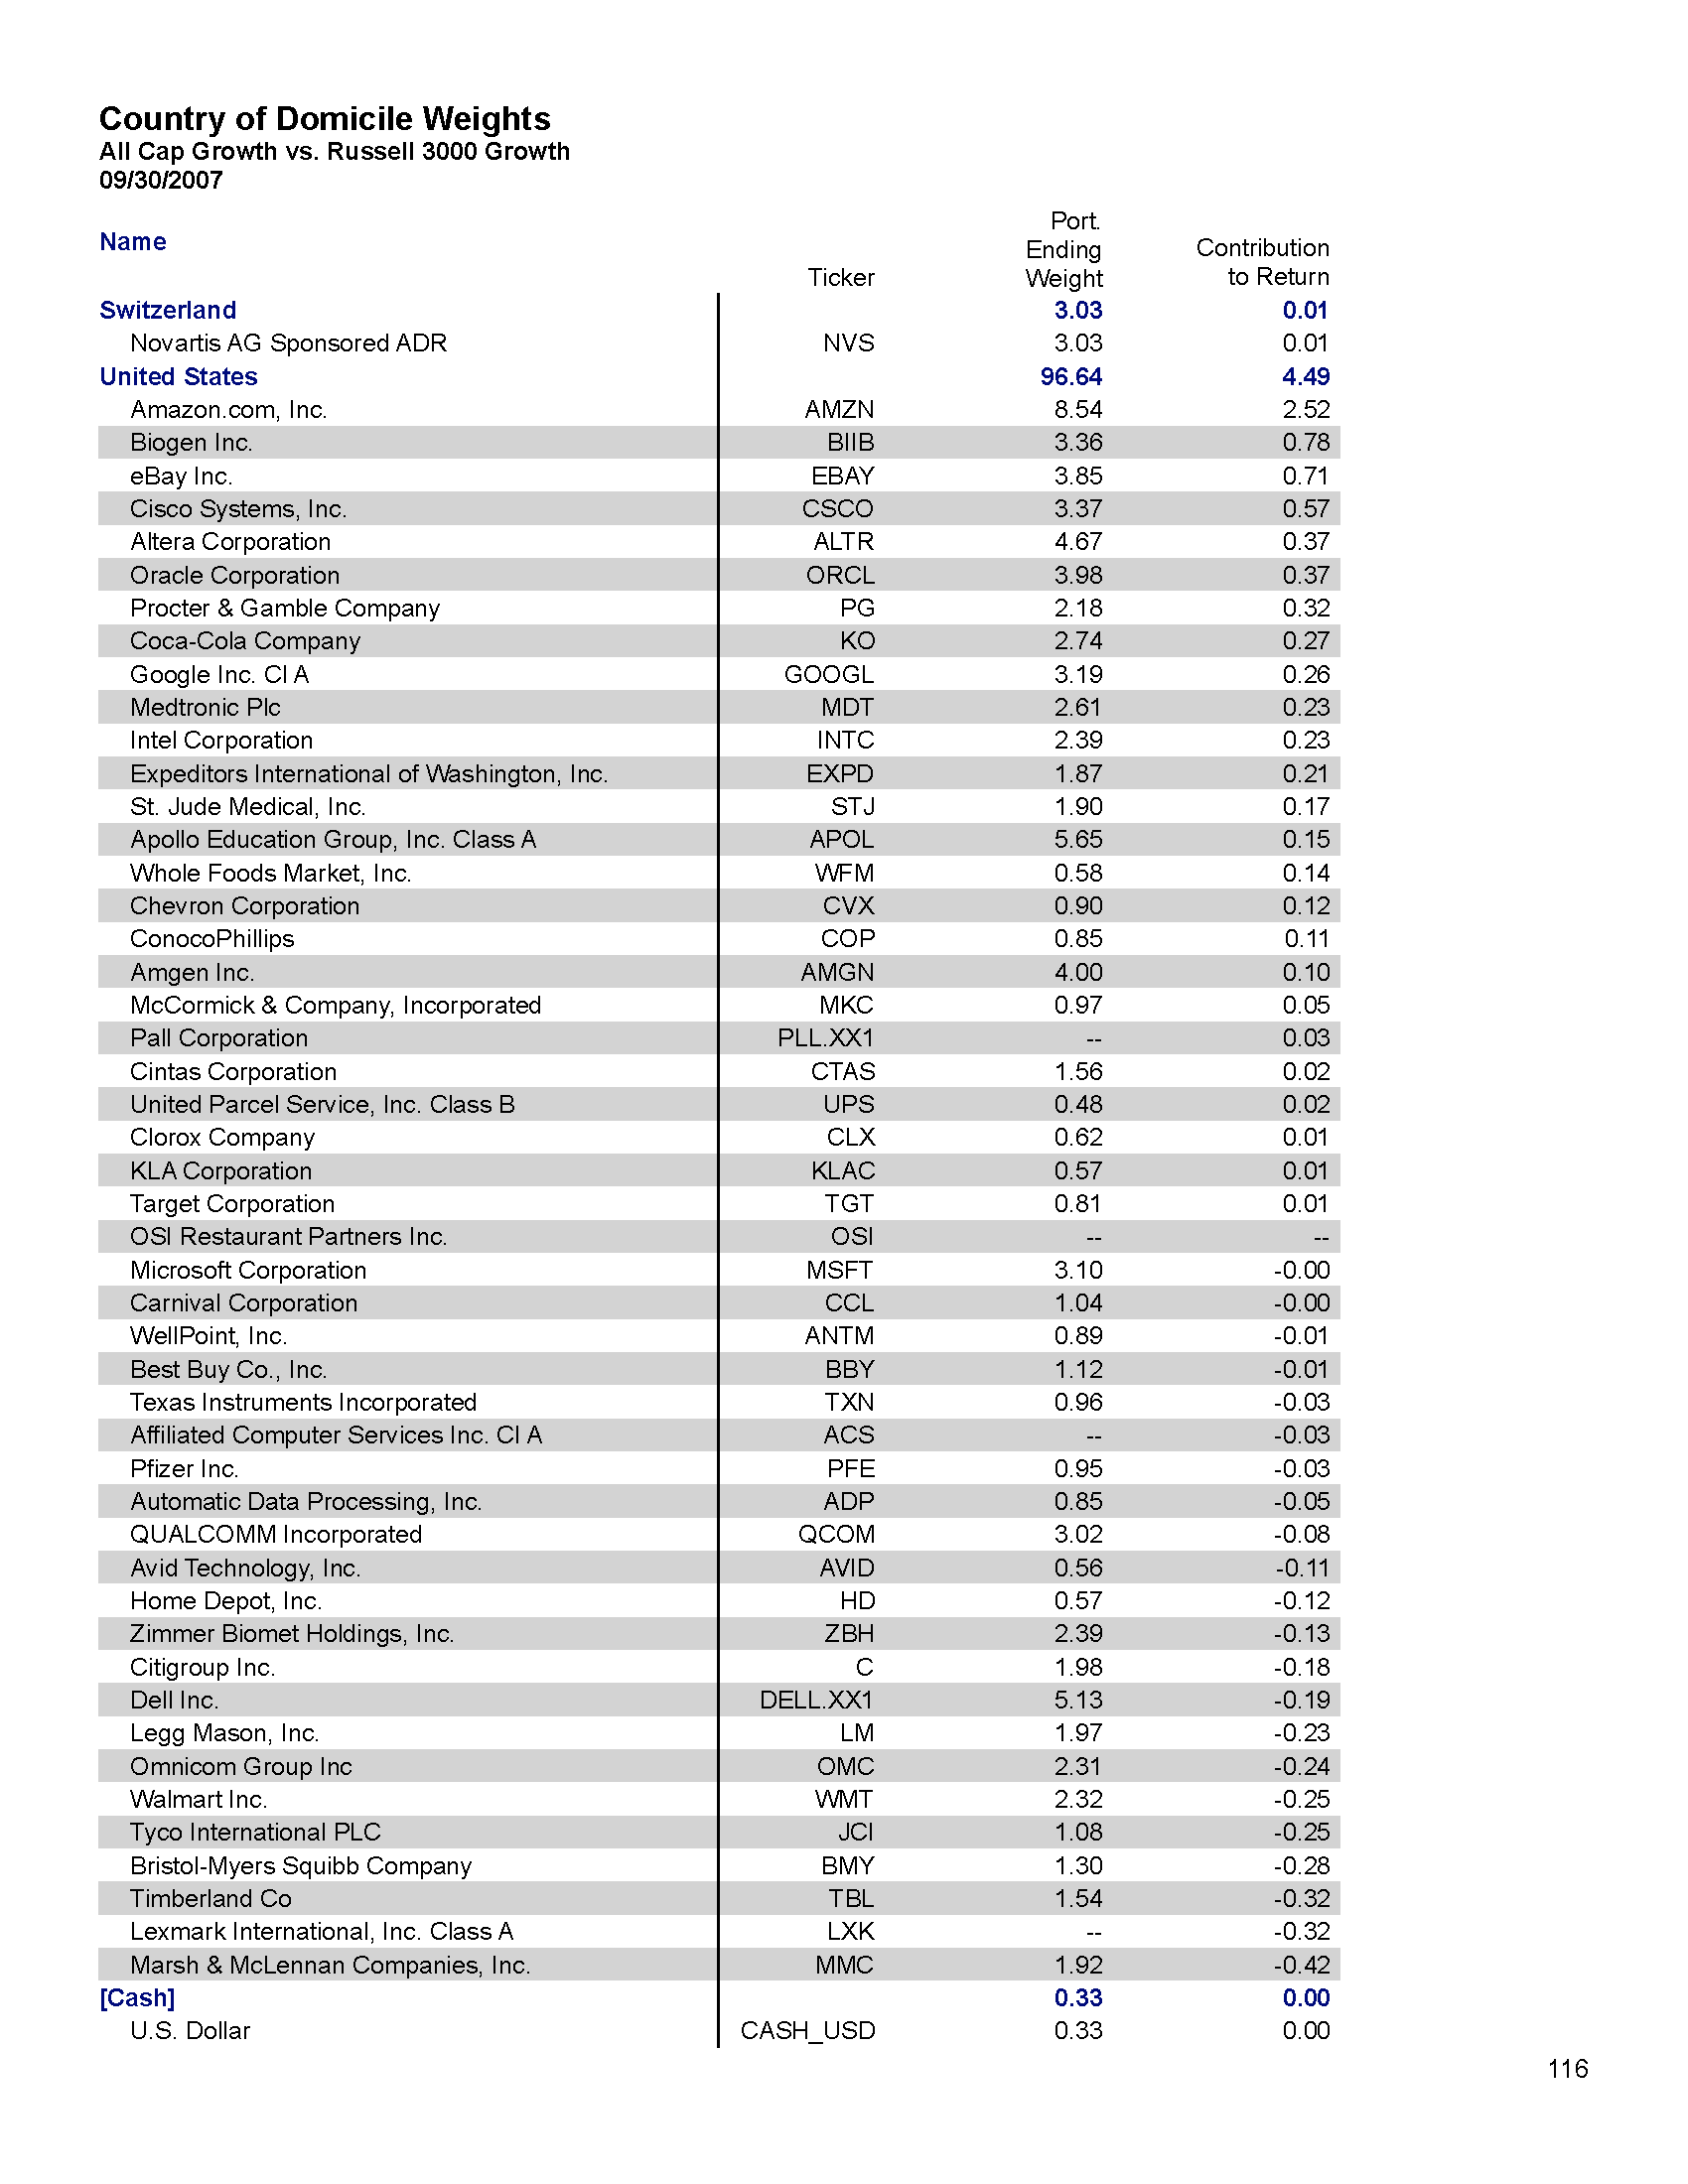 Country of Domicile Weights
All Cap Growth vs. Russell 3000 Growth
09/30/2007
Name Ticker Port. Ending Weight Contribution to Return
Switzerland 3.03 0.01
Novartis AG Sponsored ADR NVS 3.03 0.01
United States 96.64 4.49
Amazon.com, Inc. AMZN 8.54 2.52
Biogen Inc. BIIB 3.36 0.78
eBay Inc. EBAY 3.85 0.71
Cisco Systems, Inc. CSCO 3.37 0.57
Altera Corporation ALTR 4.67 0.37
Oracle Corporation ORCL 3.98 0.37
Procter & Gamble Company PG 2.18 0.32
Coca-Cola Company KO 2.74 0.27
Google Inc. Cl A GOOGL 3.19 0.26
Medtronic Plc MDT 2.61 0.23
Intel Corporation INTC 2.39 0.23
Expeditors International of Washington, Inc. EXPD 1.87 0.21
St. Jude Medical, Inc. STJ 1.90 0.17
Apollo Education Group, Inc. Class A APOL 5.65 0.15
Whole Foods Market, Inc. WFM 0.58 0.14
Chevron Corporation CVX 0.90 0.12
ConocoPhillips COP 0.85 0.11
Amgen Inc. AMGN 4.00 0.10
McCormick & Company, Incorporated MKC 0.97 0.05
Pall Corporation PLL.XX1 -- 0.03
Cintas Corporation CTAS 1.56 0.02
United Parcel Service, Inc. Class B UPS 0.48 0.02
Clorox Company CLX 0.62 0.01
KLA Corporation KLAC 0.57 0.01
Target Corporation TGT 0.81 0.01
OSI Restaurant Partners Inc. OSI -- --
Microsoft Corporation MSFT 3.10 -0.00
Carnival Corporation CCL 1.04 -0.00
WellPoint, Inc. ANTM 0.89 -0.01
Best Buy Co., Inc. BBY 1.12 -0.01
Texas Instruments Incorporated TXN 0.96 -0.03
Affiliated Computer Services Inc. Cl A ACS -- -0.03
Pfizer Inc. PFE 0.95 -0.03
Automatic Data Processing, Inc. ADP 0.85 -0.05
QUALCOMM Incorporated QCOM 3.02 -0.08
Avid Technology, Inc. AVID 0.56 -0.11
Home Depot, Inc. HD 0.57 -0.12
Zimmer Biomet Holdings, Inc. ZBH 2.39 -0.13
Citigroup Inc. C 1.98 -0.18
Dell Inc. DELL.XX1 5.13 -0.19
Legg Mason, Inc. LM 1.97 -0.23
Omnicom Group Inc OMC 2.31 -0.24
Walmart Inc. WMT 2.32 -0.25
Tyco International PLC JCI 1.08 -0.25
Bristol-Myers Squibb Company BMY 1.30 -0.28
Timberland Co TBL 1.54 -0.32
Lexmark International, Inc. Class A LXK -- -0.32
Marsh & McLennan Companies, Inc. MMC 1.92 -0.42
[Cash] 0.33 0.00
U.S. Dollar CASH_USD 0.33 0.00
116